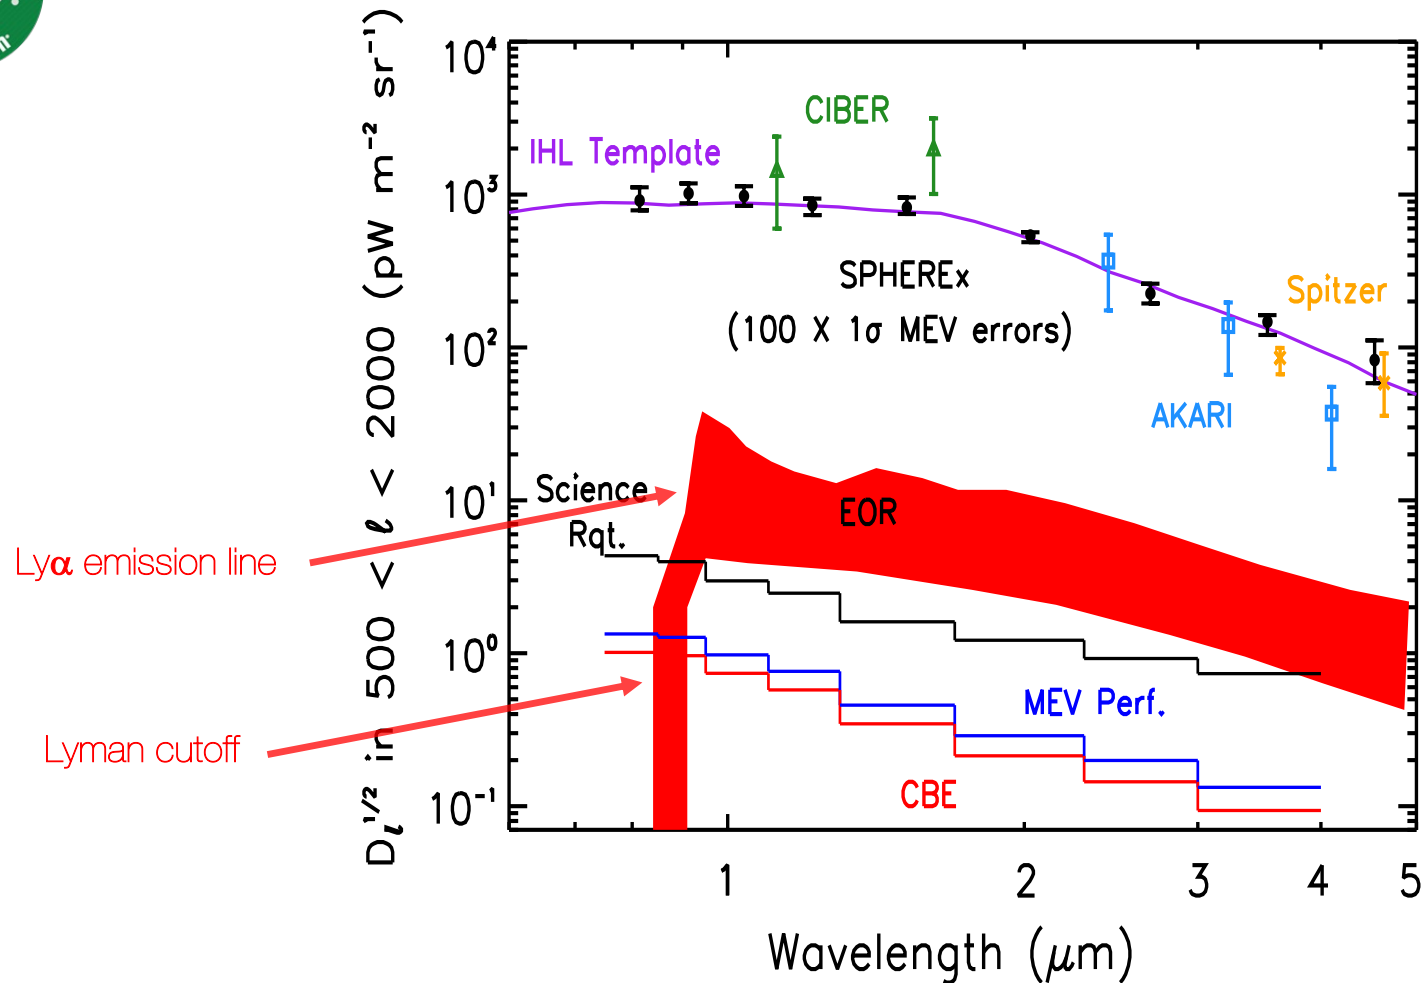 10⁴
10³
10²
10¹
10⁰
10⁻¹
Dℓ¹/² in 500 < ℓ < 2000 (pW m⁻² sr⁻¹)
CIBER
IHL Template
SPHEREx
(100 X 1σ MEV errors)
Spitzer
AKARI
Science
Rqt.
EOR
Lyα emission line
MEV Perf.
Lyman cutoff
CBE
1 2 3 4 5
Wavelength (μm)